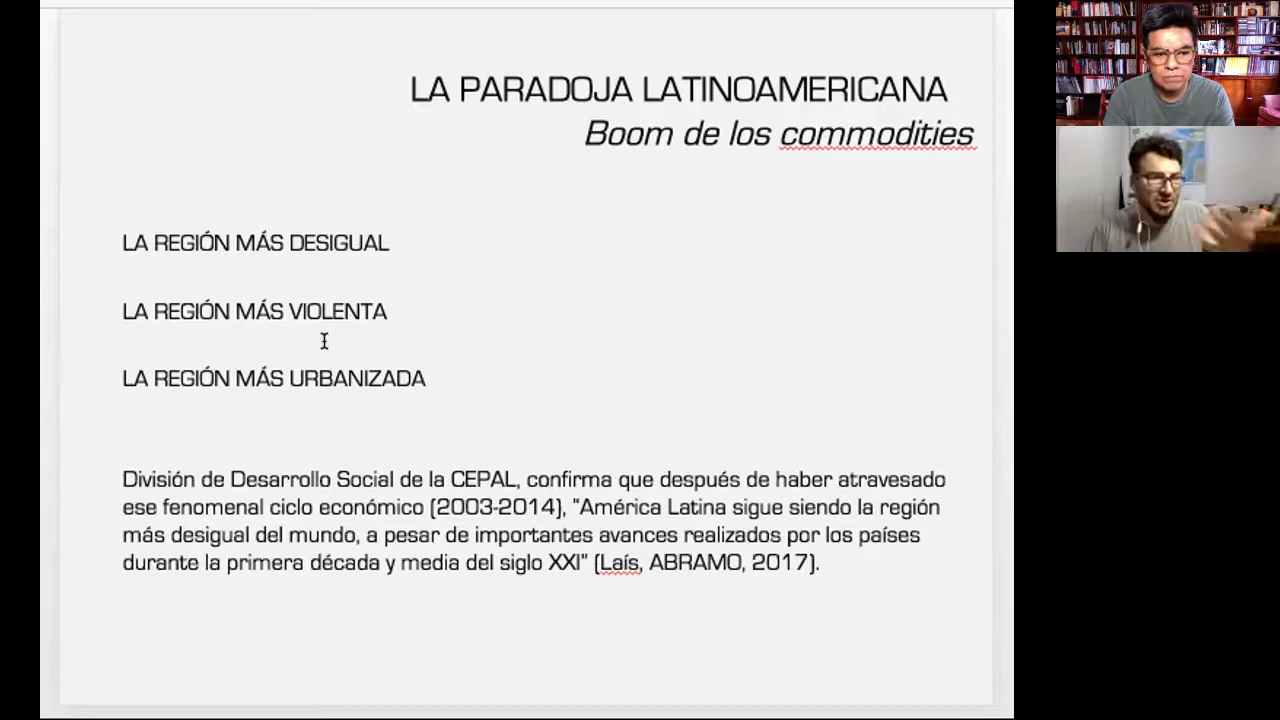 LA PARADOJA LATINOAMERICANA
Boom de los commodities
LA REGIÓN MÁS DESIGUAL
LA REGIÓN MÁS VIOLENTA
LA REGIÓN MÁS URBANIZADA
División de Desarrollo Social de la CEPAL, confirma que después de haber atravesado
ese fenomenal ciclo económico (2003-2014), “América Latina sigue siendo la región
más desigual del mundo, a pesar de importantes avances realizados por los países
durante la primera década y media del siglo XXI” (Laís, ABRAMO, 2017).